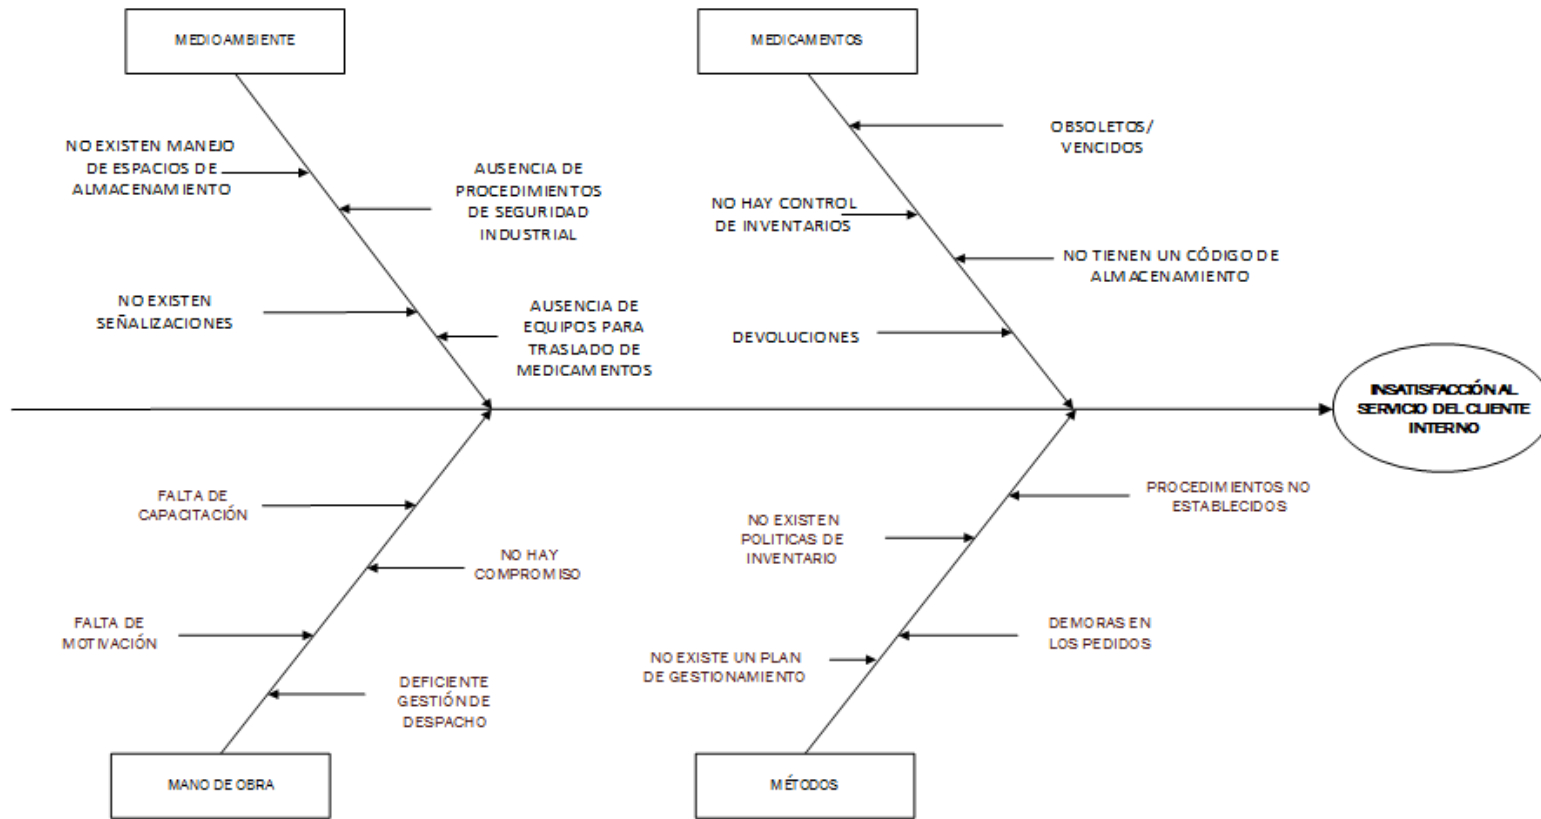 MEDIO AMBIENTE
MEDICAMENTOS
NO EXISTEN MANEJO
DE ESPACIOS DE
ALMACENAMIENTO
AUSENCIA DE
PROCEDIMIENTOS
DE SEGURIDAD
INDUSTRIAL
NO EXISTEN
SEÑALIZACIONES
AUSENCIA DE
EQUIPOS PARA
TRASLADO DE
MEDICAMENTOS
OBSOLETOS/
VENCIDOS
NO HAY CONTROL
DE INVENTARIOS
NO TIENEN UN CÓDIGO DE
ALMACENAMIENTO
DEVOLUCIONES
INSATISFACCIÓN AL
SERVICIO DEL CLIENTE
INTERNO
FALTA DE
CAPACITACIÓN
NO HAY
COMPROMISO
FALTA DE
MOTIVACIÓN
DEFICIENTE
GESTIÓN DE
DESPACHO
PROCEDIMIENTOS NO
ESTABLECIDOS
NO EXISTEN
POLITICAS DE
INVENTARIO
DEMORAS EN
LOS PEDIDOS
NO EXISTE UN PLAN
DE GESTIONAMIENTO
MANO DE OBRA
MÉTODOS